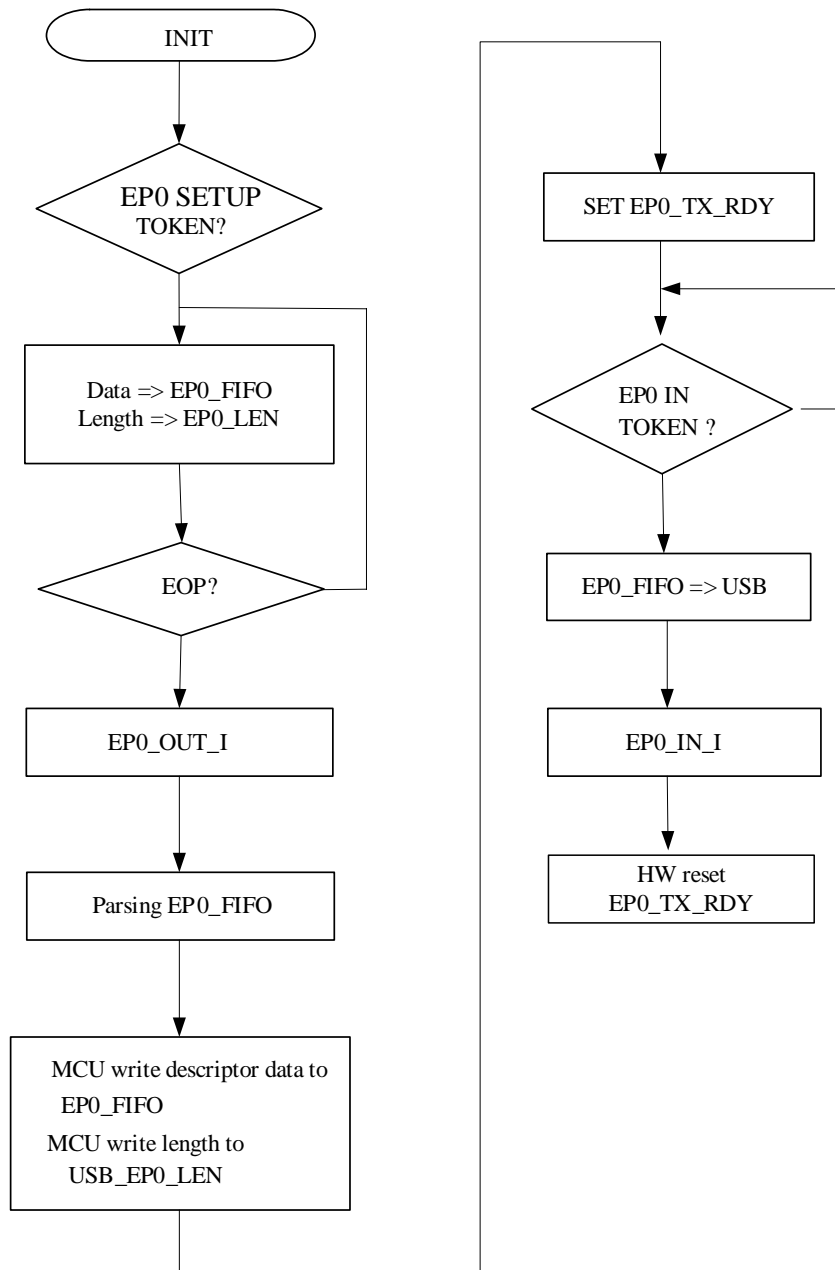 INIT
EP0 SETUP
TOKEN?
Data => EP0_FIFO
Length => EP0_LEN
EOP?
EP0_OUT_I
Parsing EP0_FIFO
MCU write descriptor data to
EP0_FIFO
MCU write length to
USB_EP0_LEN
SET EP0_TX_RDY
EP0 IN
TOKEN ?
EP0_FIFO => USB
EP0_IN_I
HW reset
EP0_TX_RDY